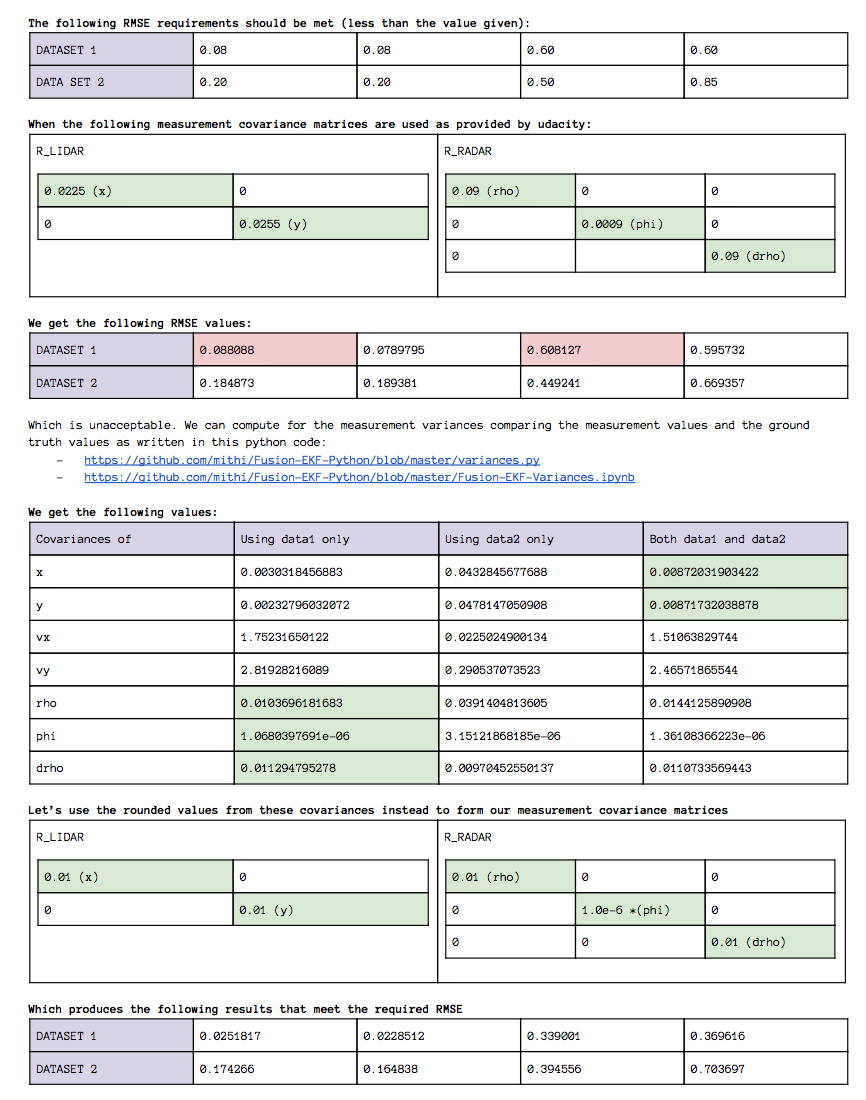 The following RMSE requirements should be met (less than the value given):
DATASET 1 0.08 0.08 0.60 0.60
DATA SET 2 0.20 0.20 0.50 0.85
When the following measurement covariance matrices are used as provided by udacity:
R_LIDAR R_RADAR
0.0225 (x) 0 0.09 (rho) 0 0
0 0.0255 (y) 0 0.0009 (phi) 0
0 0.09 (drho)
We get the following RMSE values:
DATASET 1 0.088088 0.0789795 0.608127 0.595732
DATASET 2 0.184873 0.189381 0.449241 0.669357
Which is unacceptable. We can compute for the measurement variances comparing the measurement values and the ground
truth values as written in this python code:
- https://github.com/mithi/Fusion-EKF-Python/blob/master/variances.py
- https://github.com/mithi/Fusion-EKF-Python/blob/master/Fusion-EKF-Variances.ipynb
We get the following values:
Covariances of Using data1 only Using data2 only Both data1 and data2
x 0.0030318456883 0.0432845677688 0.00872031903422
y 0.00232796032072 0.0478147050908 0.00871732038878
vx 1.75231650122 0.0225024900134 1.51063829744
vy 2.81928216089 0.290537073523 2.46571865544
rho 0.0103696181683 0.0391404813605 0.0144125890908
phi 1.0680397691e-06 3.15121868185e-06 1.36108366223e-06
drho 0.011294795278 0.00970452550137 0.0110733569443
Let's use the rounded values from these covariances instead to form our measurement covariance matrices
R_LIDAR R_RADAR
0.01 (x) 0 0.01 (rho) 0 0
0 0.01 (y) 0 1.0e-6 *(phi) 0
0 0 0.01 (drho)
Which produces the following results that meet the required RMSE
DATASET 1 0.0251817 0.0228512 0.339001 0.369616
DATASET 2 0.174266 0.164838 0.394556 0.703697